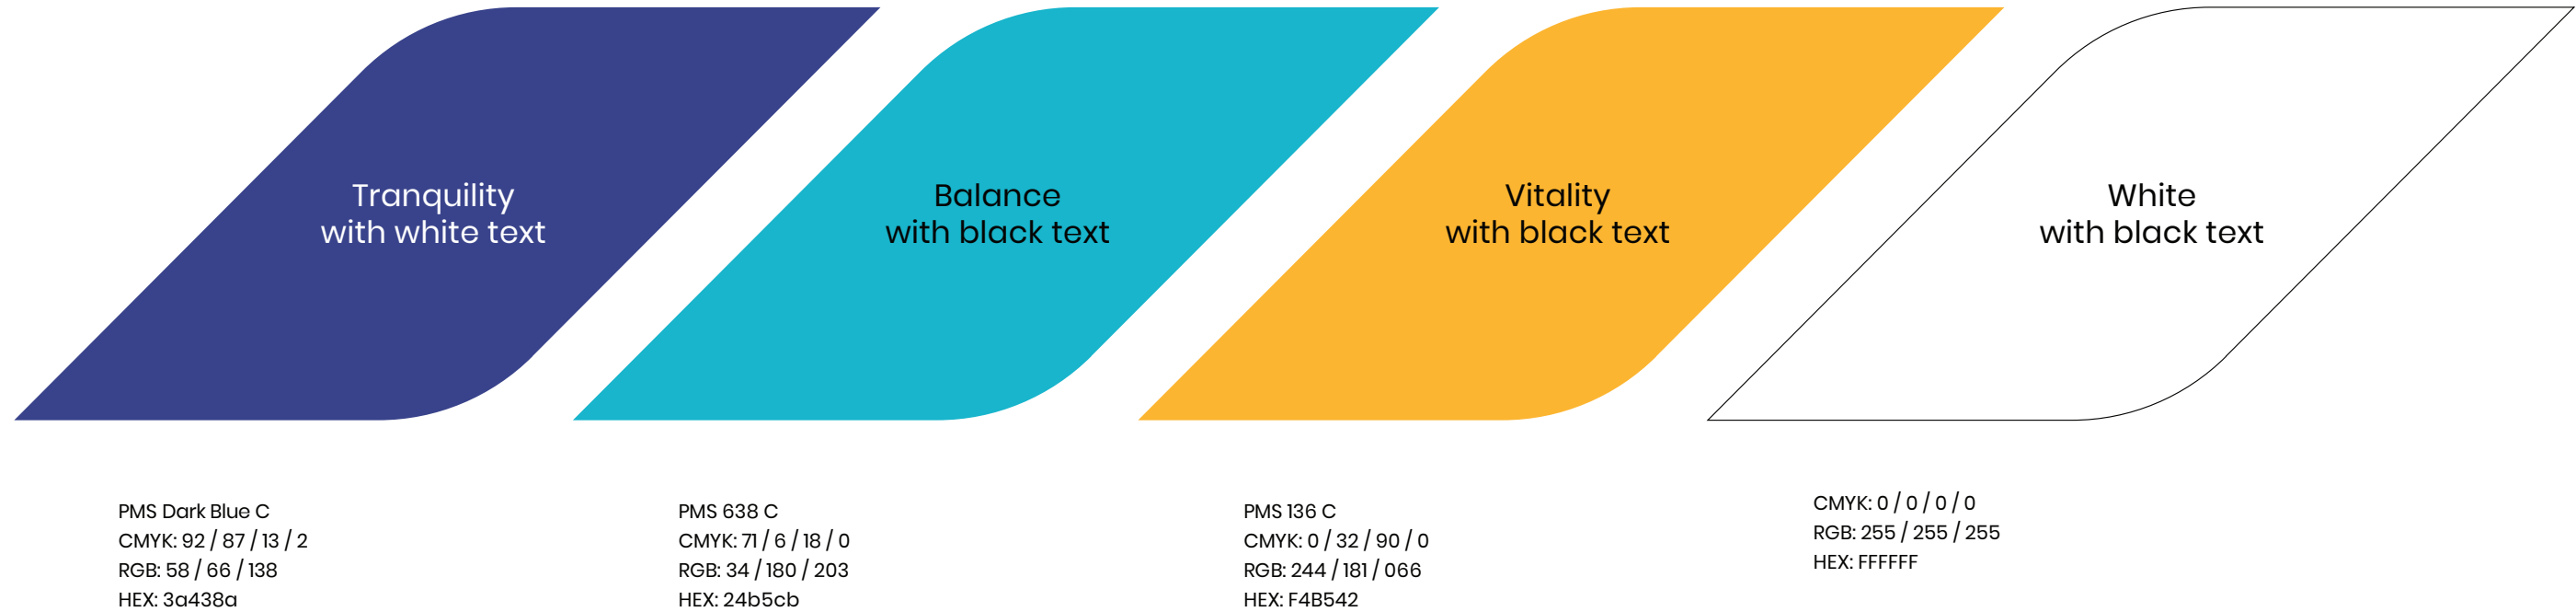 Tranquility
with white text
Balance
with black text
Vitality
with black text
White
with black text
PMS Dark Blue C
CMYK: 92 / 87 / 13 / 2
RGB: 58 / 66 / 138
HEX: 3a438a
PMS 638 C
CMYK: 71 / 6 / 18 / 0
RGB: 34 / 180 / 203
HEX: 24b5cb
PMS 136 C
CMYK: 0 / 32 / 90 / 0
RGB: 244 / 181 / 066
HEX: F4B542
CMYK: 0 / 0 / 0 / 0
RGB: 255 / 255 / 255
HEX: FFFFFF